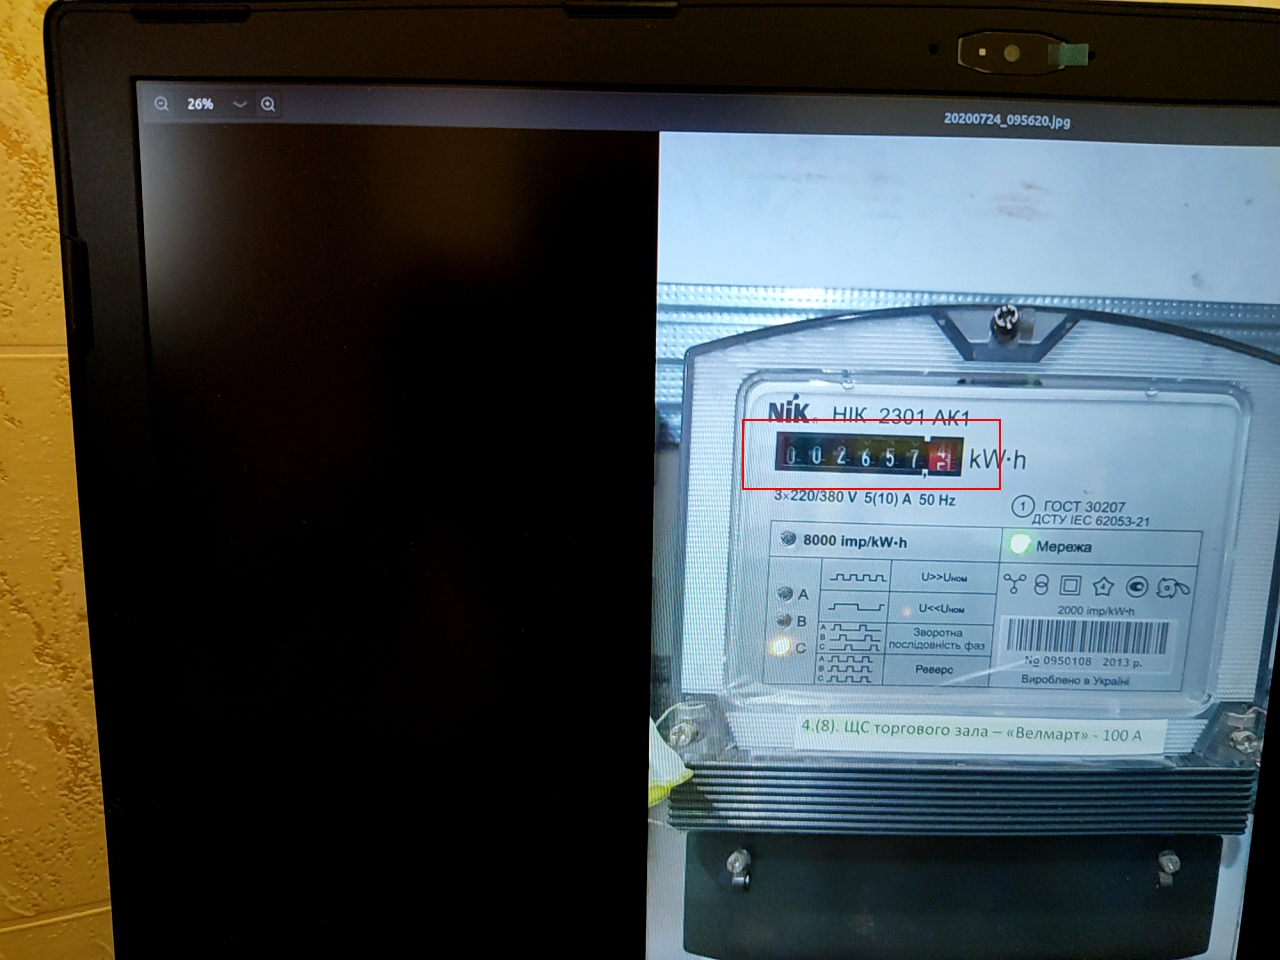 26%
20200724_095620.jpg
NiK НІК 2301 АК1
002657,4 kW·h
3×220/380 V 5(10) A 50 Hz
1 ГОСТ 30207
ДСТУ IEC 62053-21
8000 imp/kW·h
Мережа
A
B
C
U>>Uном
U<<Uном
A
B
C
Зворотна
послідовність фаз
A
B
C
Реверс
4
2000 imp/kW·h
№ 0950108 2013 р.
Вироблено в Україні
4.(8). ЩС торгового зала – «Велмарт» - 100 А